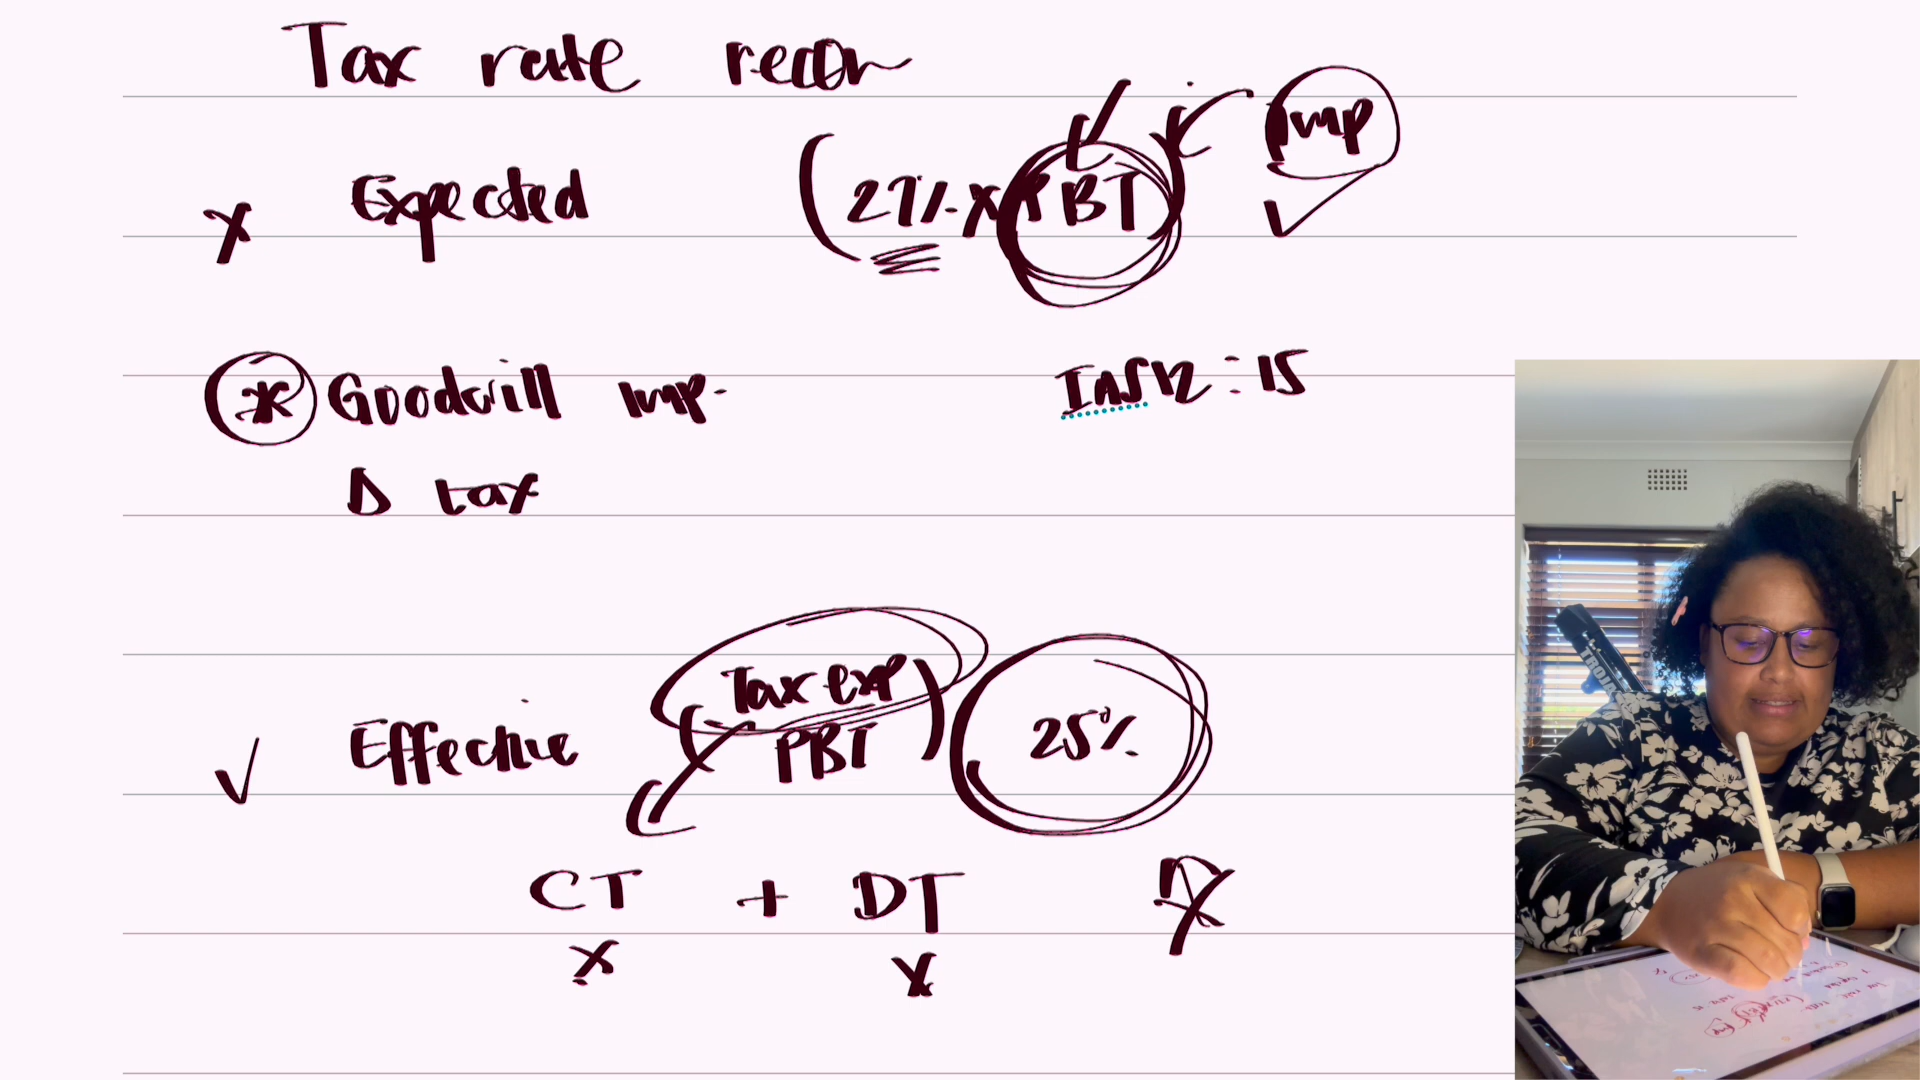 Tax rate recon
Imp
x Expected (27% x PBT)
* Goodwill Imp. IAS12:15
Δ tax
Tax exp
Effective PBT 25%
CT + DT
x x
TROJ